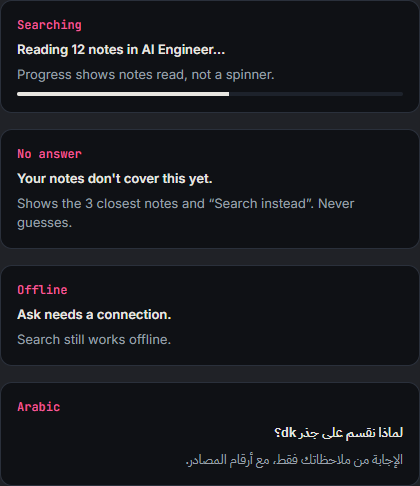 Searching
Reading 12 notes in AI Engineer...
Progress shows notes read, not a spinner.
No answer
Your notes don't cover this yet.
Shows the 3 closest notes and “Search instead”. Never
guesses.
Offline
Ask needs a connection.
Search still works offline.
Arabic
لماذا نقسم على جذر dk؟
الإجابة من ملاحظاتك فقط، مع أرقام المصادر.